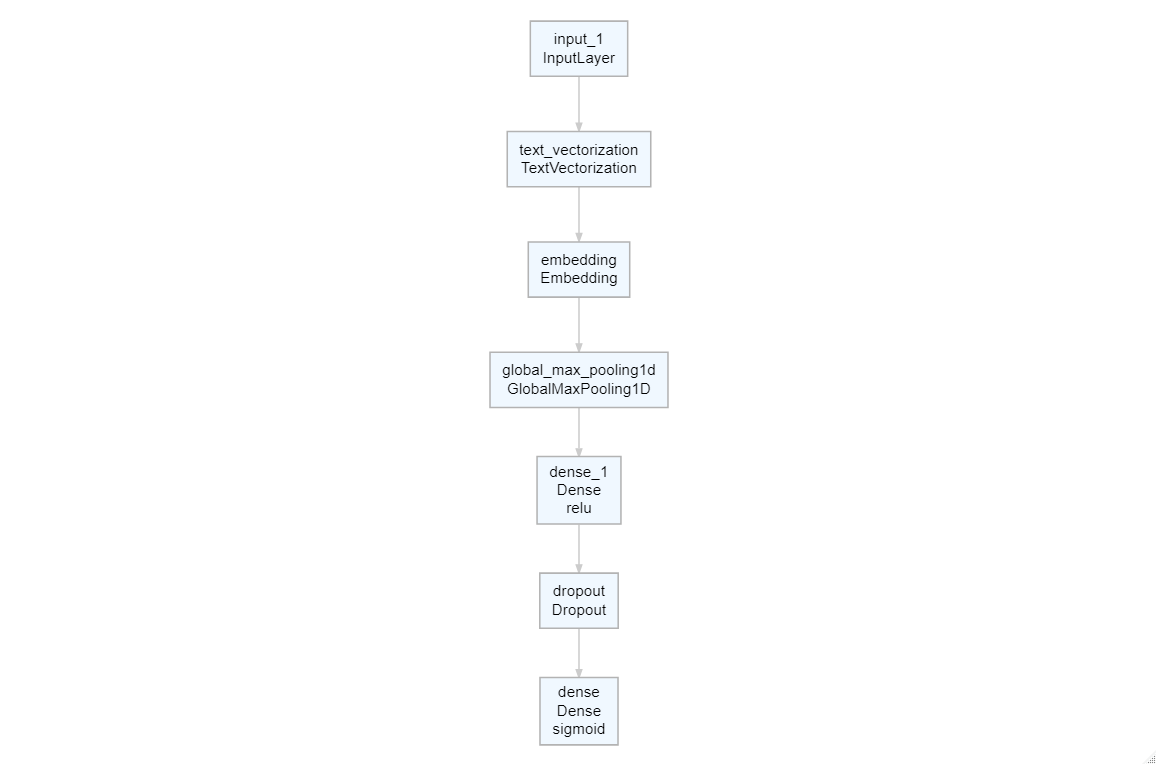 input_1
InputLayer
text_vectorization
TextVectorization
embedding
Embedding
global_max_pooling1d
GlobalMaxPooling1D
dense_1
Dense
relu
dropout
Dropout
dense
Dense
sigmoid